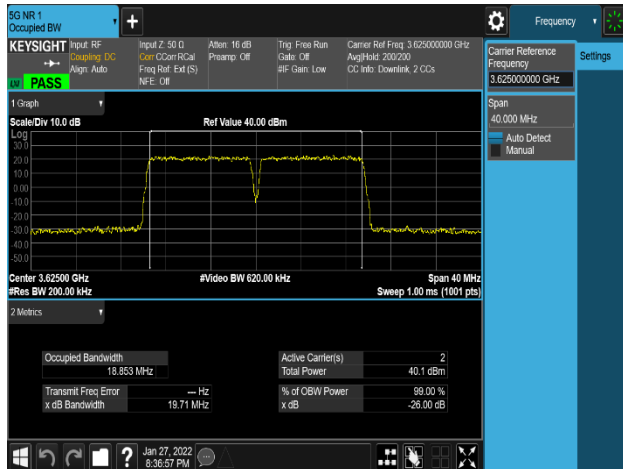 5G NR 1
Occupied BW
Frequency
KEYSIGHT
Input: RF
Coupling: DC
Align: Auto
Input Z: 50 Ω
Corr CCorr RCal
Freq Ref: Ext (S)
NFE: Off
Atten: 16 dB
Preamp: Off
Trig: Free Run
Gate: Off
#IF Gain: Low
Carrier Ref Freq: 3.625000000 GHz
Avg|Hold: 200/200
CC Info: Downlink, 2 CCs
PASS
Carrier Reference
Frequency
3.625000000 GHz
Settings
Span
40.000 MHz
Auto Detect
Manual
1 Graph
Scale/Div 10.0 dB
Ref Value 40.00 dBm
Log
30.0
20.0
10.0
0.00
-10.0
-20.0
-30.0
-40.0
-50.0
Center 3.62500 GHz
#Video BW 620.00 kHz
Span 40 MHz
#Res BW 200.00 kHz
Sweep 1.00 ms (1001 pts)
2 Metrics
Occupied Bandwidth
18.853 MHz
Transmit Freq Error
--- Hz
x dB Bandwidth
19.71 MHz
Active Carrier(s)
2
Total Power
40.1 dBm
% of OBW Power
99.00 %
x dB
-26.00 dB
Jan 27, 2022
8:36:57 PM